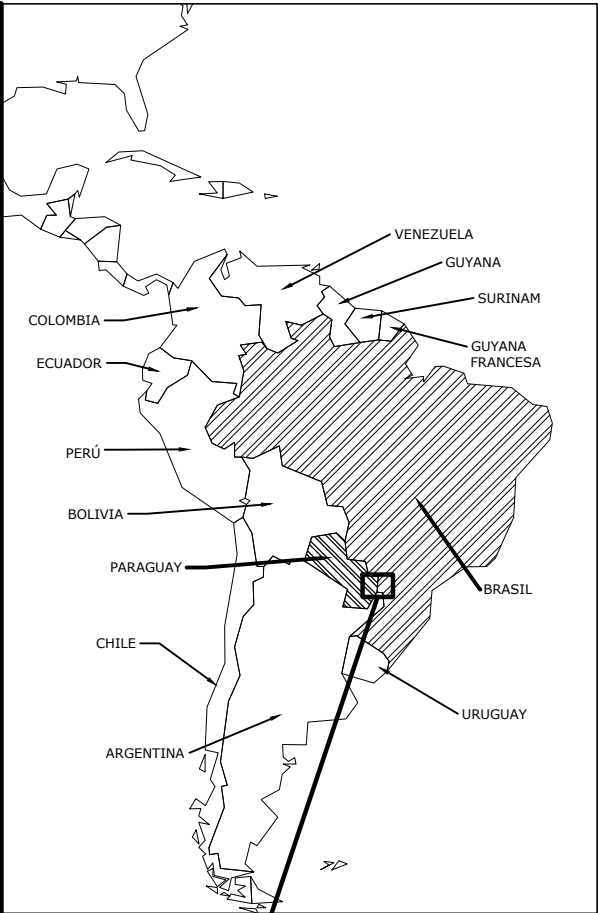 VENEZUELA
GUYANA
SURINAM
COLOMBIA
GUYANA
FRANCESA
ECUADOR
PERÚ
BOLIVIA
PARAGUAY
BRASIL
CHILE
URUGUAY
ARGENTINA